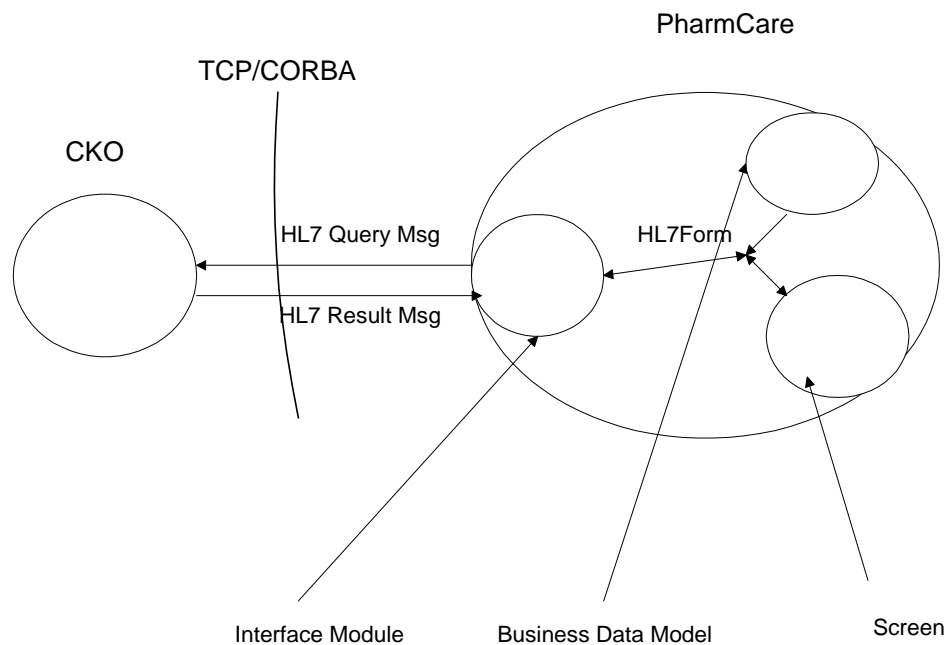 PharmCare
TCP/CORBA
CKO
HL7 Query Msg
HL7Form
HL7 Result Msg
Interface Module
Business Data Model
Screen